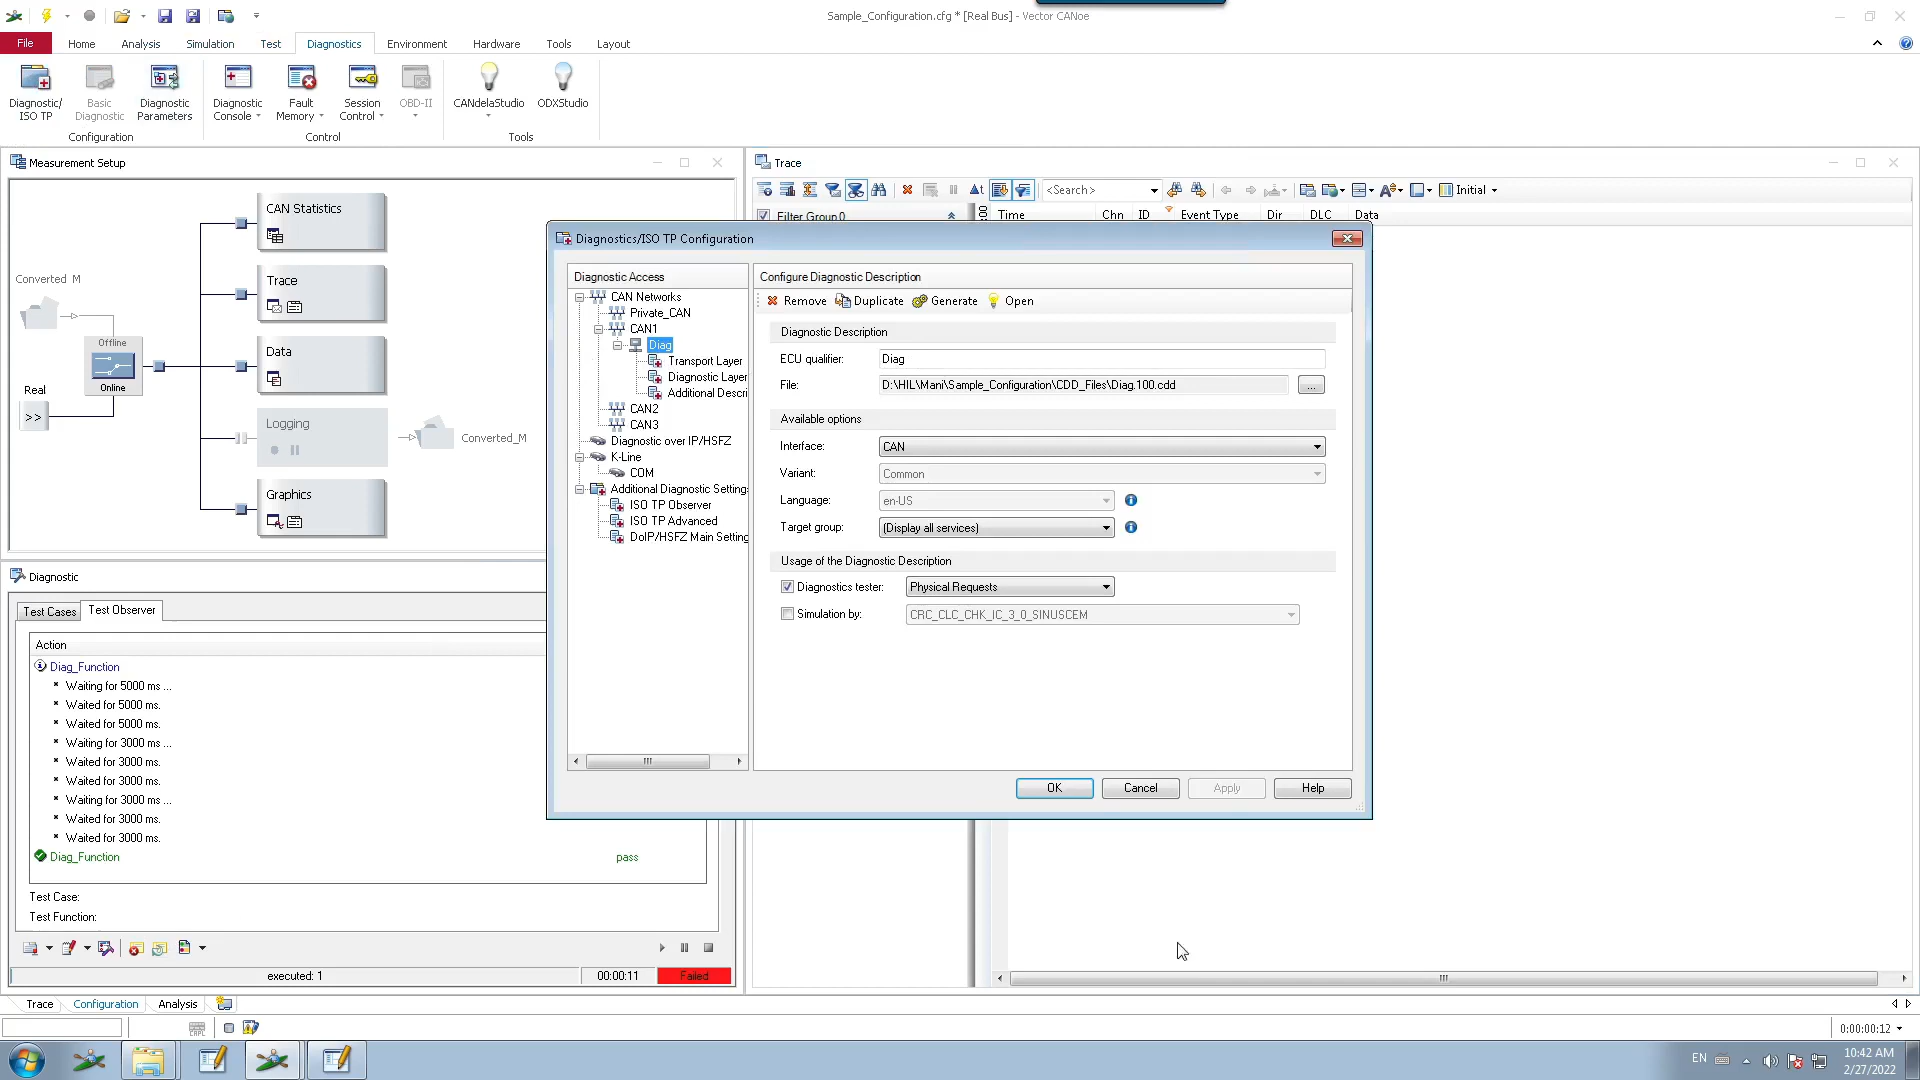 Sample_Configuration.cfg * [Real Bus] - Vector CANoe
File Home Analysis Simulation Test Diagnostics Environment Hardware Tools Layout
Diagnostic/ ISO TP
Basic Diagnostic
Diagnostic Parameters
Diagnostic Console
Fault Memory
Session Control
OBD-II
CANdelaStudio
ODXStudio
Configuration
Control
Tools
Measurement Setup
CAN Statistics
Converted_M
Trace
Offline
Online
Data
Real
>>
Logging
Converted_M
Graphics
Trace
<Search>
Initial
Filter Group 0
Time Chn ID Event Type Dir DLC Data
Diagnostics/ISO TP Configuration
Diagnostic Access
CAN Networks
Private_CAN
CAN1
Diag
Transport Layer
Diagnostic Layer
Additional Descri
CAN2
CAN3
Diagnostic over IP/HSFZ
K-Line
COM
Additional Diagnostic Setting
ISO TP Observer
ISO TP Advanced
DoIP/HSFZ Main Setting
Configure Diagnostic Description
Remove Duplicate Generate Open
Diagnostic Description
ECU qualifier: Diag
File: D:\HIL\Mani\Sample_Configuration\CDD_Files\Diag.100.cdd ...
Available options
Interface: CAN
Variant: Common
Language: en-US
Target group: (Display all services)
Usage of the Diagnostic Description
Diagnostics tester: Physical Requests
Simulation by: CRC_CLC_CHK_IC_3_0_SINUSCEM
OK Cancel Apply Help
Diagnostic
Test Cases Test Observer
Action
Diag_Function
Waiting for 5000 ms ...
Waited for 5000 ms.
Waited for 5000 ms.
Waiting for 3000 ms ...
Waited for 3000 ms.
Waited for 3000 ms.
Waiting for 3000 ms ...
Waited for 3000 ms.
Waited for 3000 ms.
Diag_Function pass
Test Case:
Test Function:
executed: 1 00:00:11 Failed
Trace Configuration Analysis
0:00:00:12
EN
10:42 AM
2/27/2022